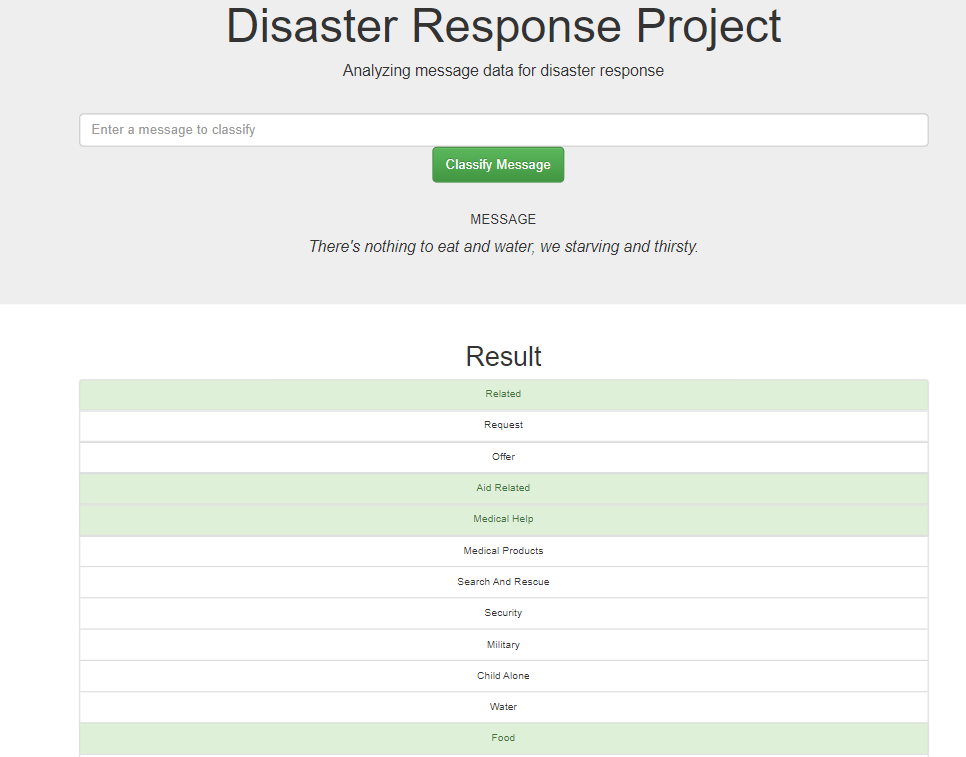 Disaster Response Project
Analyzing message data for disaster response
Enter a message to classify
Classify Message
MESSAGE
There's nothing to eat and water, we starving and thirsty.
Result
Related
Request
Offer
Aid Related
Medical Help
Medical Products
Search And Rescue
Security
Military
Child Alone
Water
Food